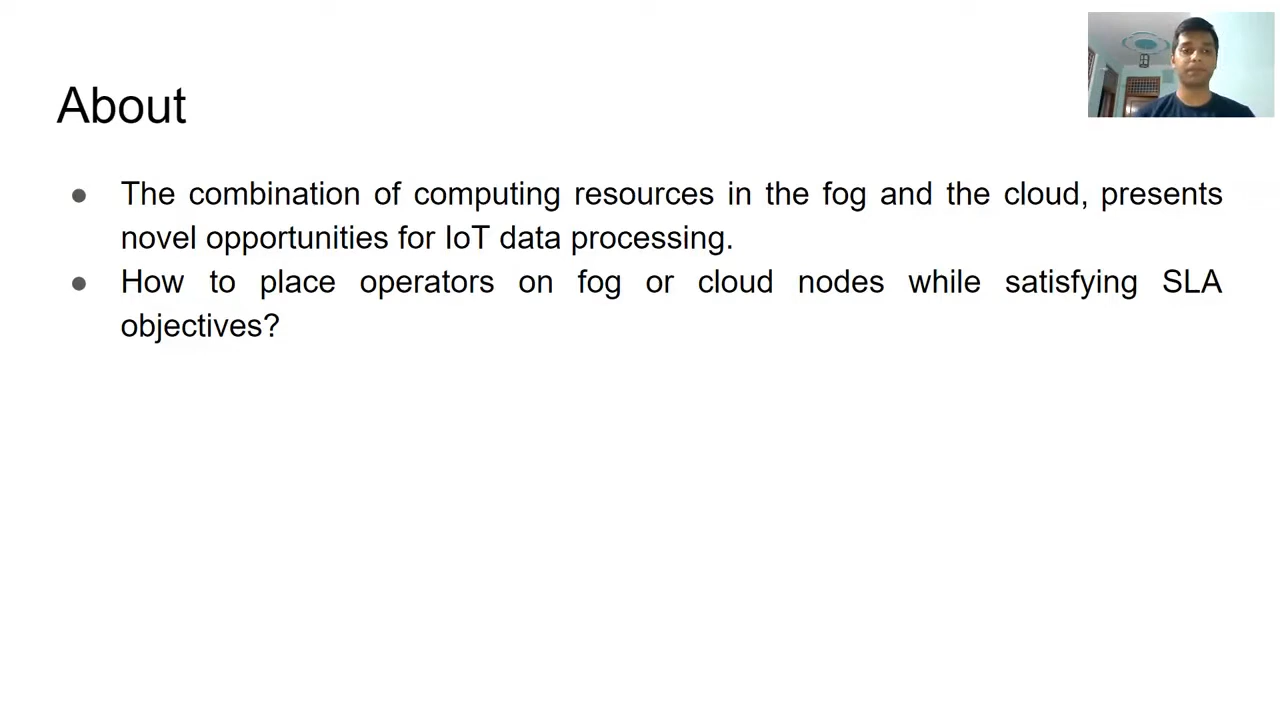 About
● The combination of computing resources in the fog and the cloud, presents
novel opportunities for IoT data processing.
● How to place operators on fog or cloud nodes while satisfying SLA
objectives?